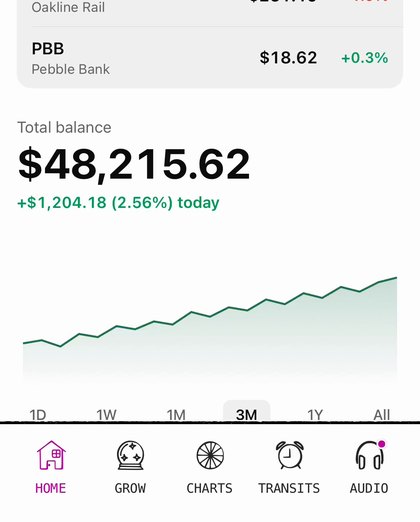 Oakline Rail
PBB $18.62 +0.3%
Pebble Bank
Total balance
$48,215.62
+$1,204.18 (2.56%) today
1D 1W 1M 3M 1Y All
HOME GROW CHARTS TRANSITS AUDIO